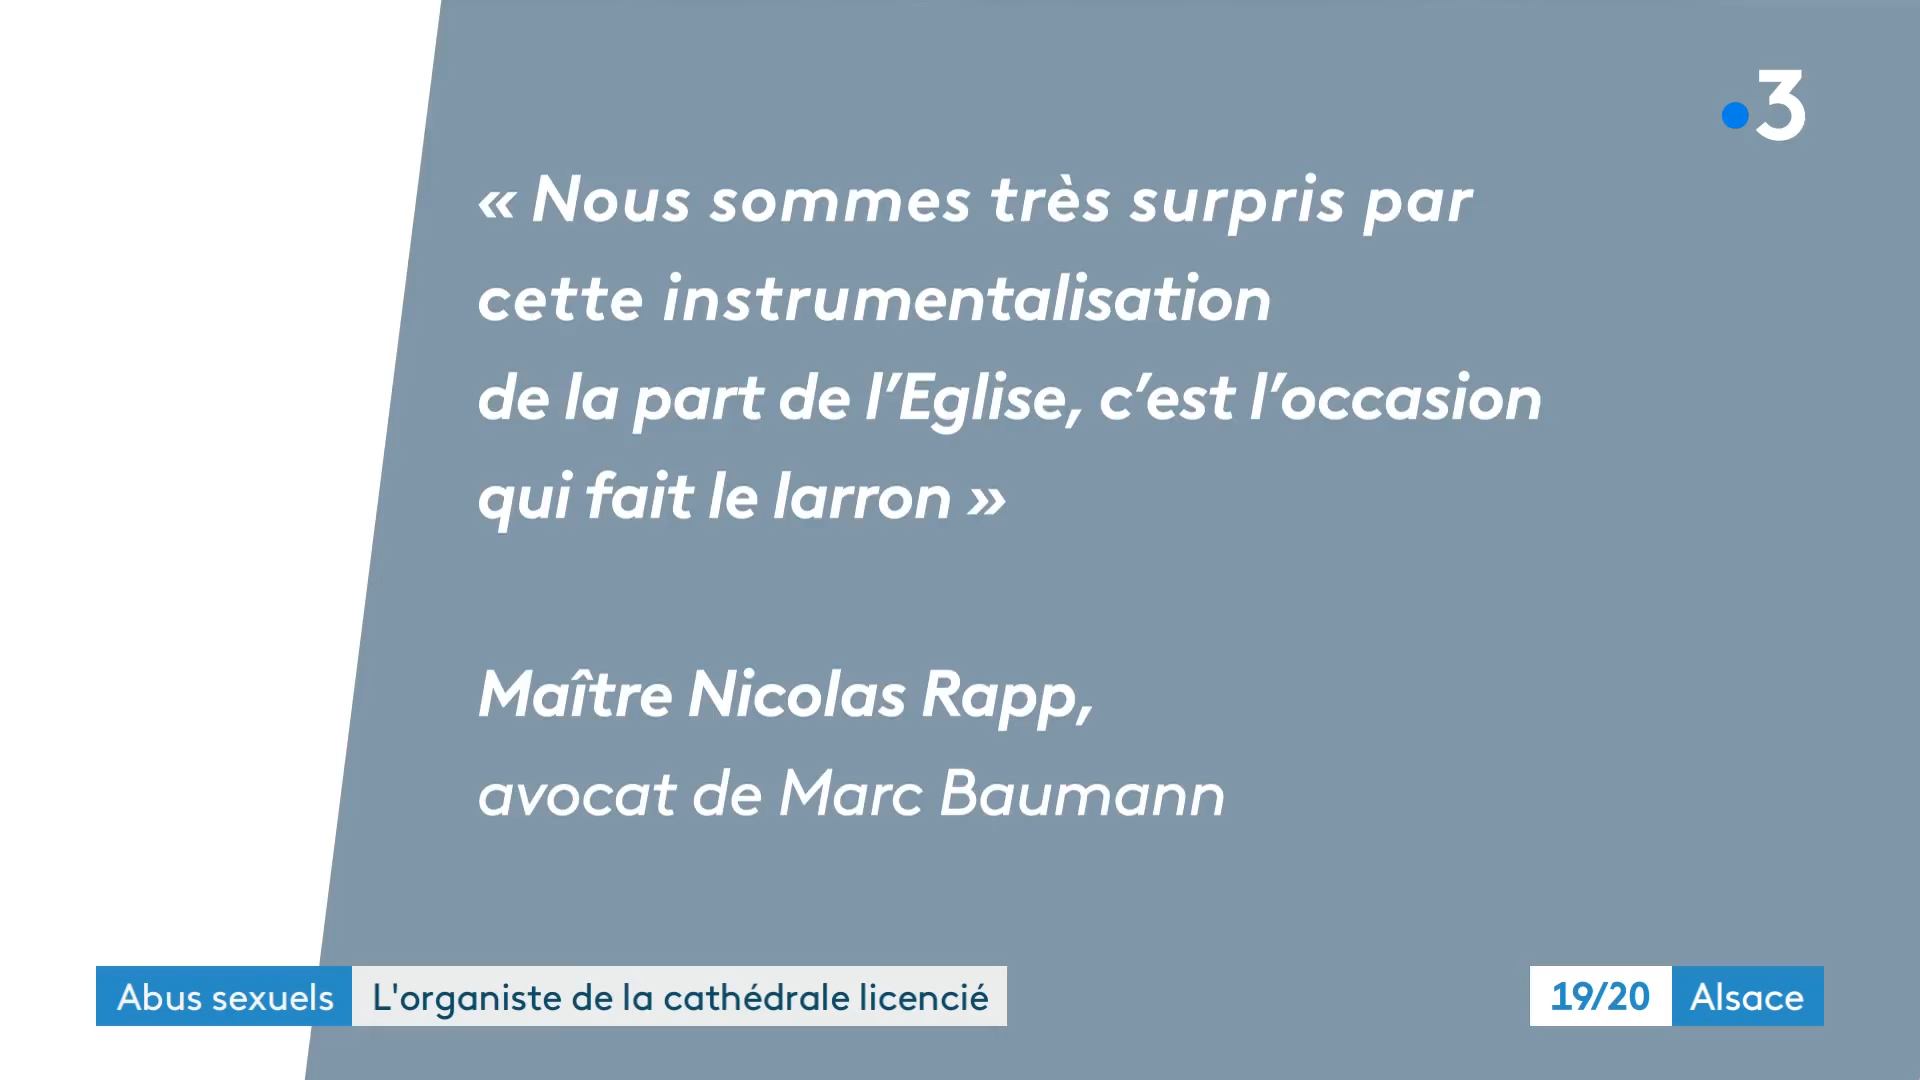 3
« Nous sommes très surpris par
cette instrumentalisation
de la part de l’Eglise, c’est l’occasion
qui fait le larron »
Maître Nicolas Rapp,
avocat de Marc Baumann
Abus sexuels L'organiste de la cathédrale licencié
19/20 Alsace